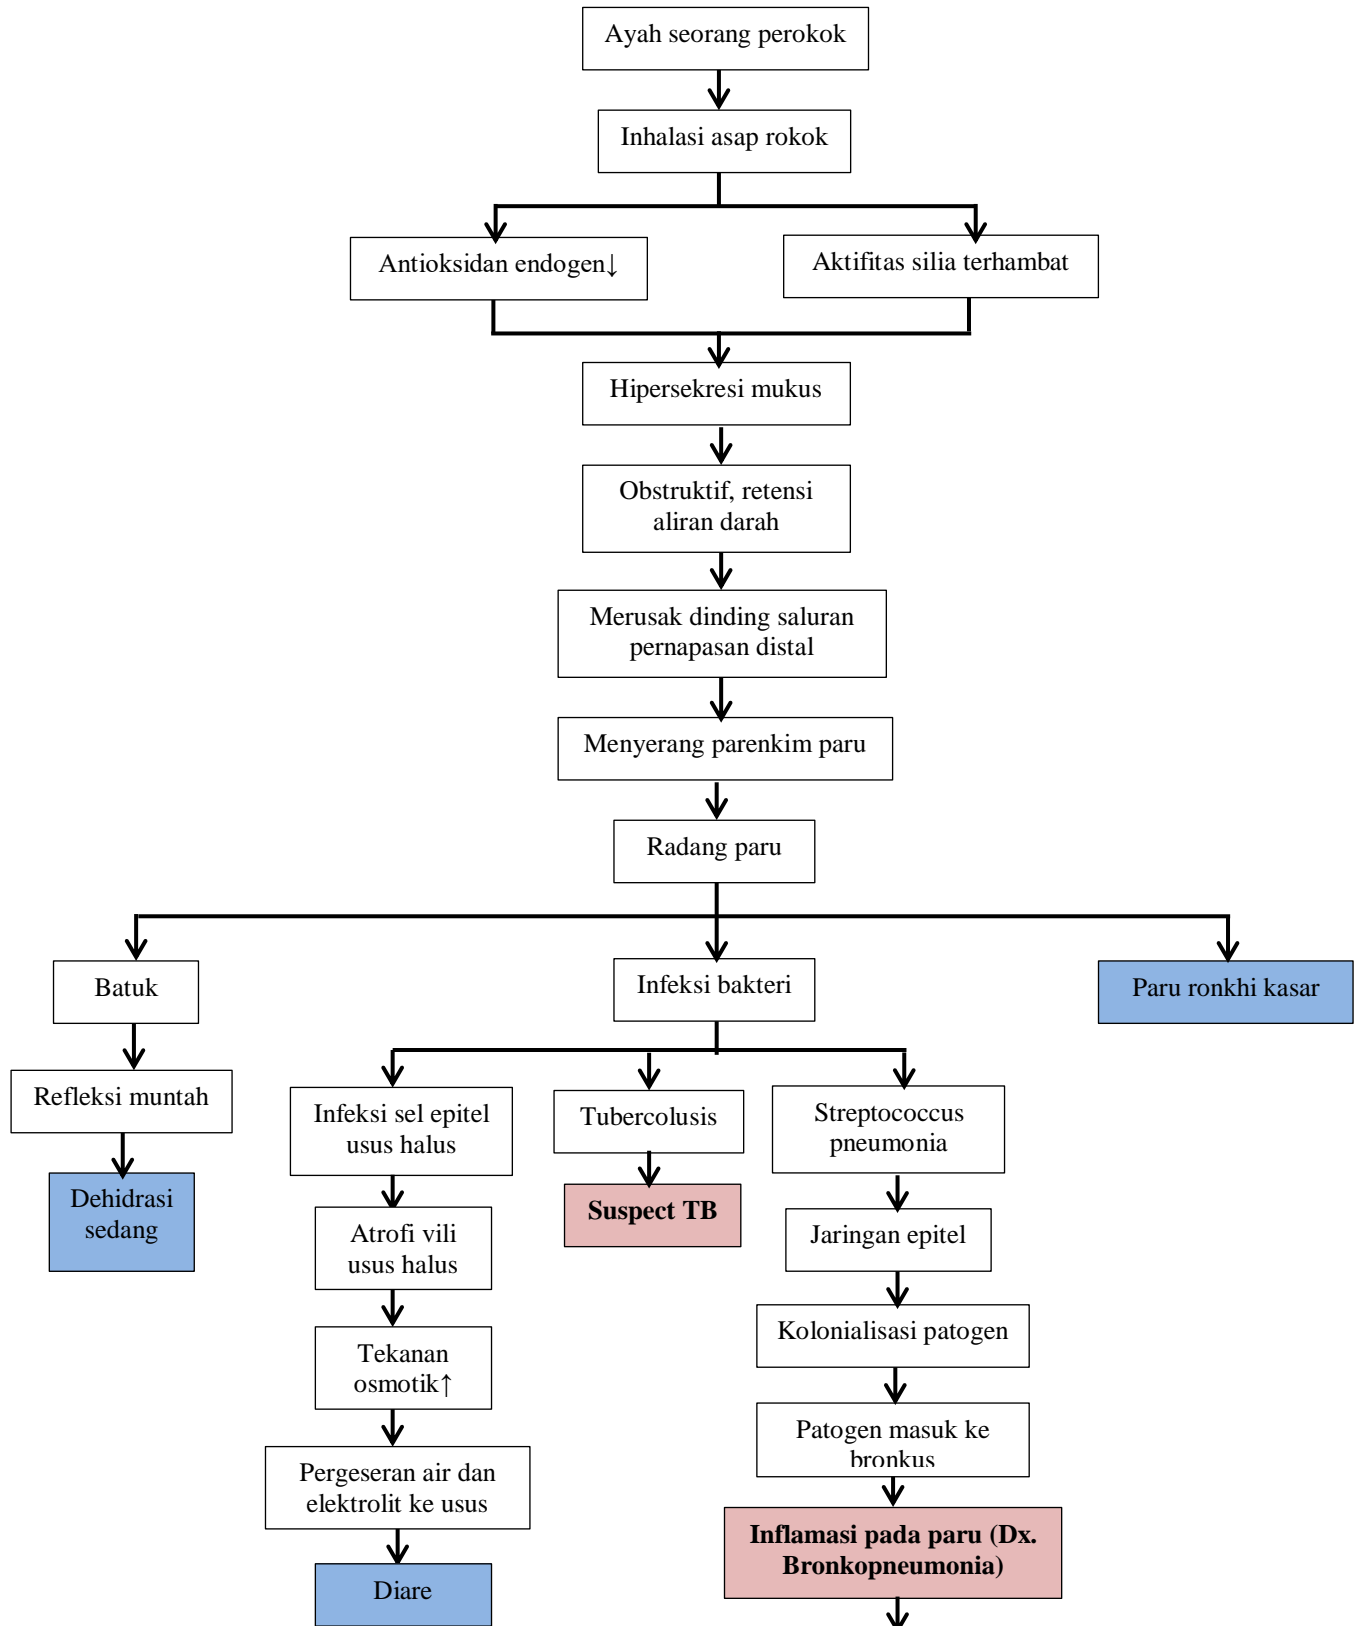 Ayah seorang perokok
Inhalasi asap rokok
Antioksidan endogen↓
Aktifitas silia terhambat
Hipersekresi mukus
Obstruktif, retensi
aliran darah
Merusak dinding saluran
pernapasan distal
Menyerang parenkim paru
Radang paru
Batuk
Infeksi bakteri
Paru ronkhi kasar
Refleksi muntah
Dehidrasi
sedang
Infeksi sel epitel
usus halus
Atrofi vili
usus halus
Tekanan
osmotik↑
Pergeseran air dan
elektrolit ke usus
Diare
Tubercolusis
Suspect TB
Streptococcus
pneumonia
Jaringan epitel
Kolonialisasi patogen
Patogen masuk ke
bronkus
Inflamasi pada paru (Dx.
Bronkopneumonia)